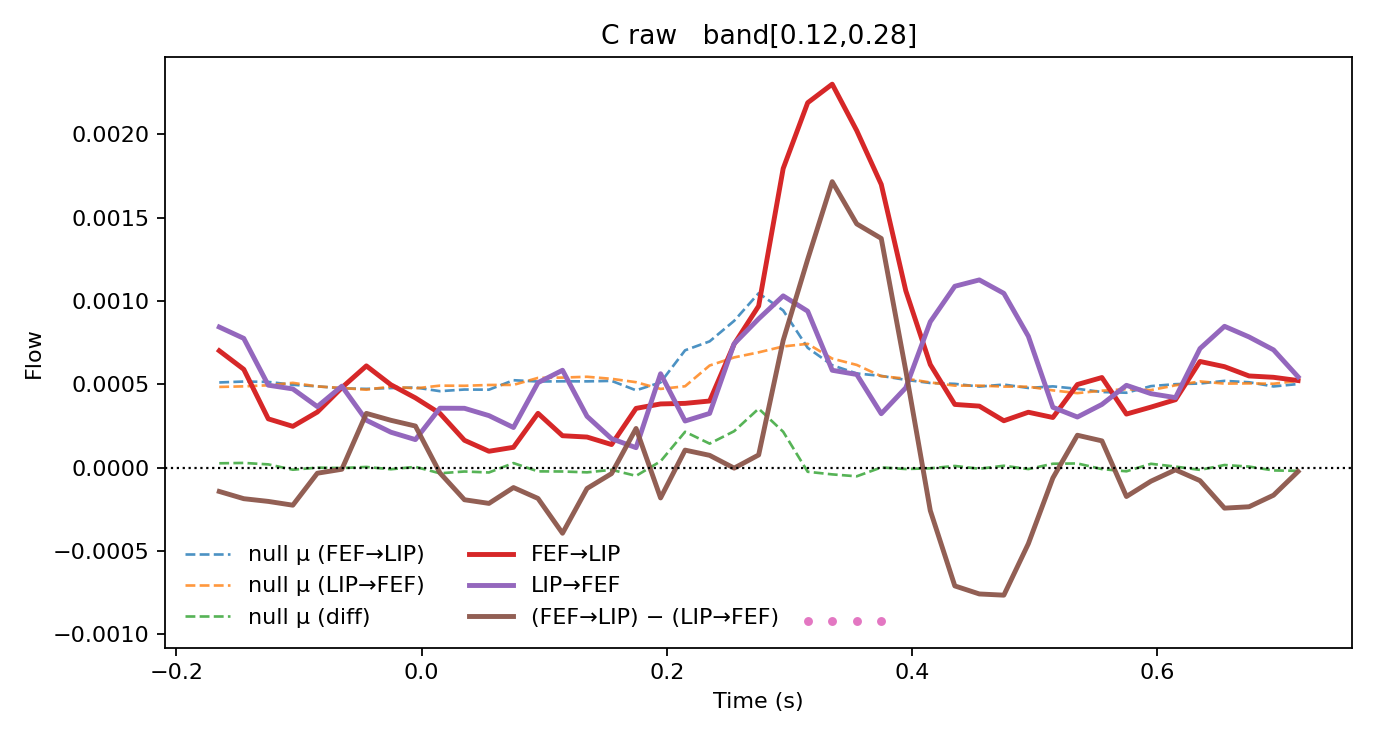 C raw   band[0.12,0.28]
Flow
0.0020
0.0015
0.0010
0.0005
0.0000
−0.0005
−0.0010
null μ (FEF→LIP)
null μ (LIP→FEF)
null μ (diff)
FEF→LIP
LIP→FEF
(FEF→LIP) − (LIP→FEF)
−0.2 0.0 0.2 0.4 0.6
Time (s)